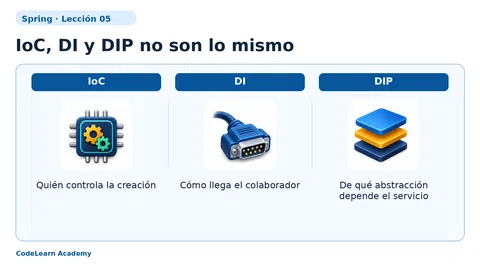 Spring · Lección 05
IoC, DI y DIP no son lo mismo
IoC
DI
DIP
Quién controla la creación
Cómo llega el colaborador
De qué abstracción
depende el servicio
CodeLearn Academy